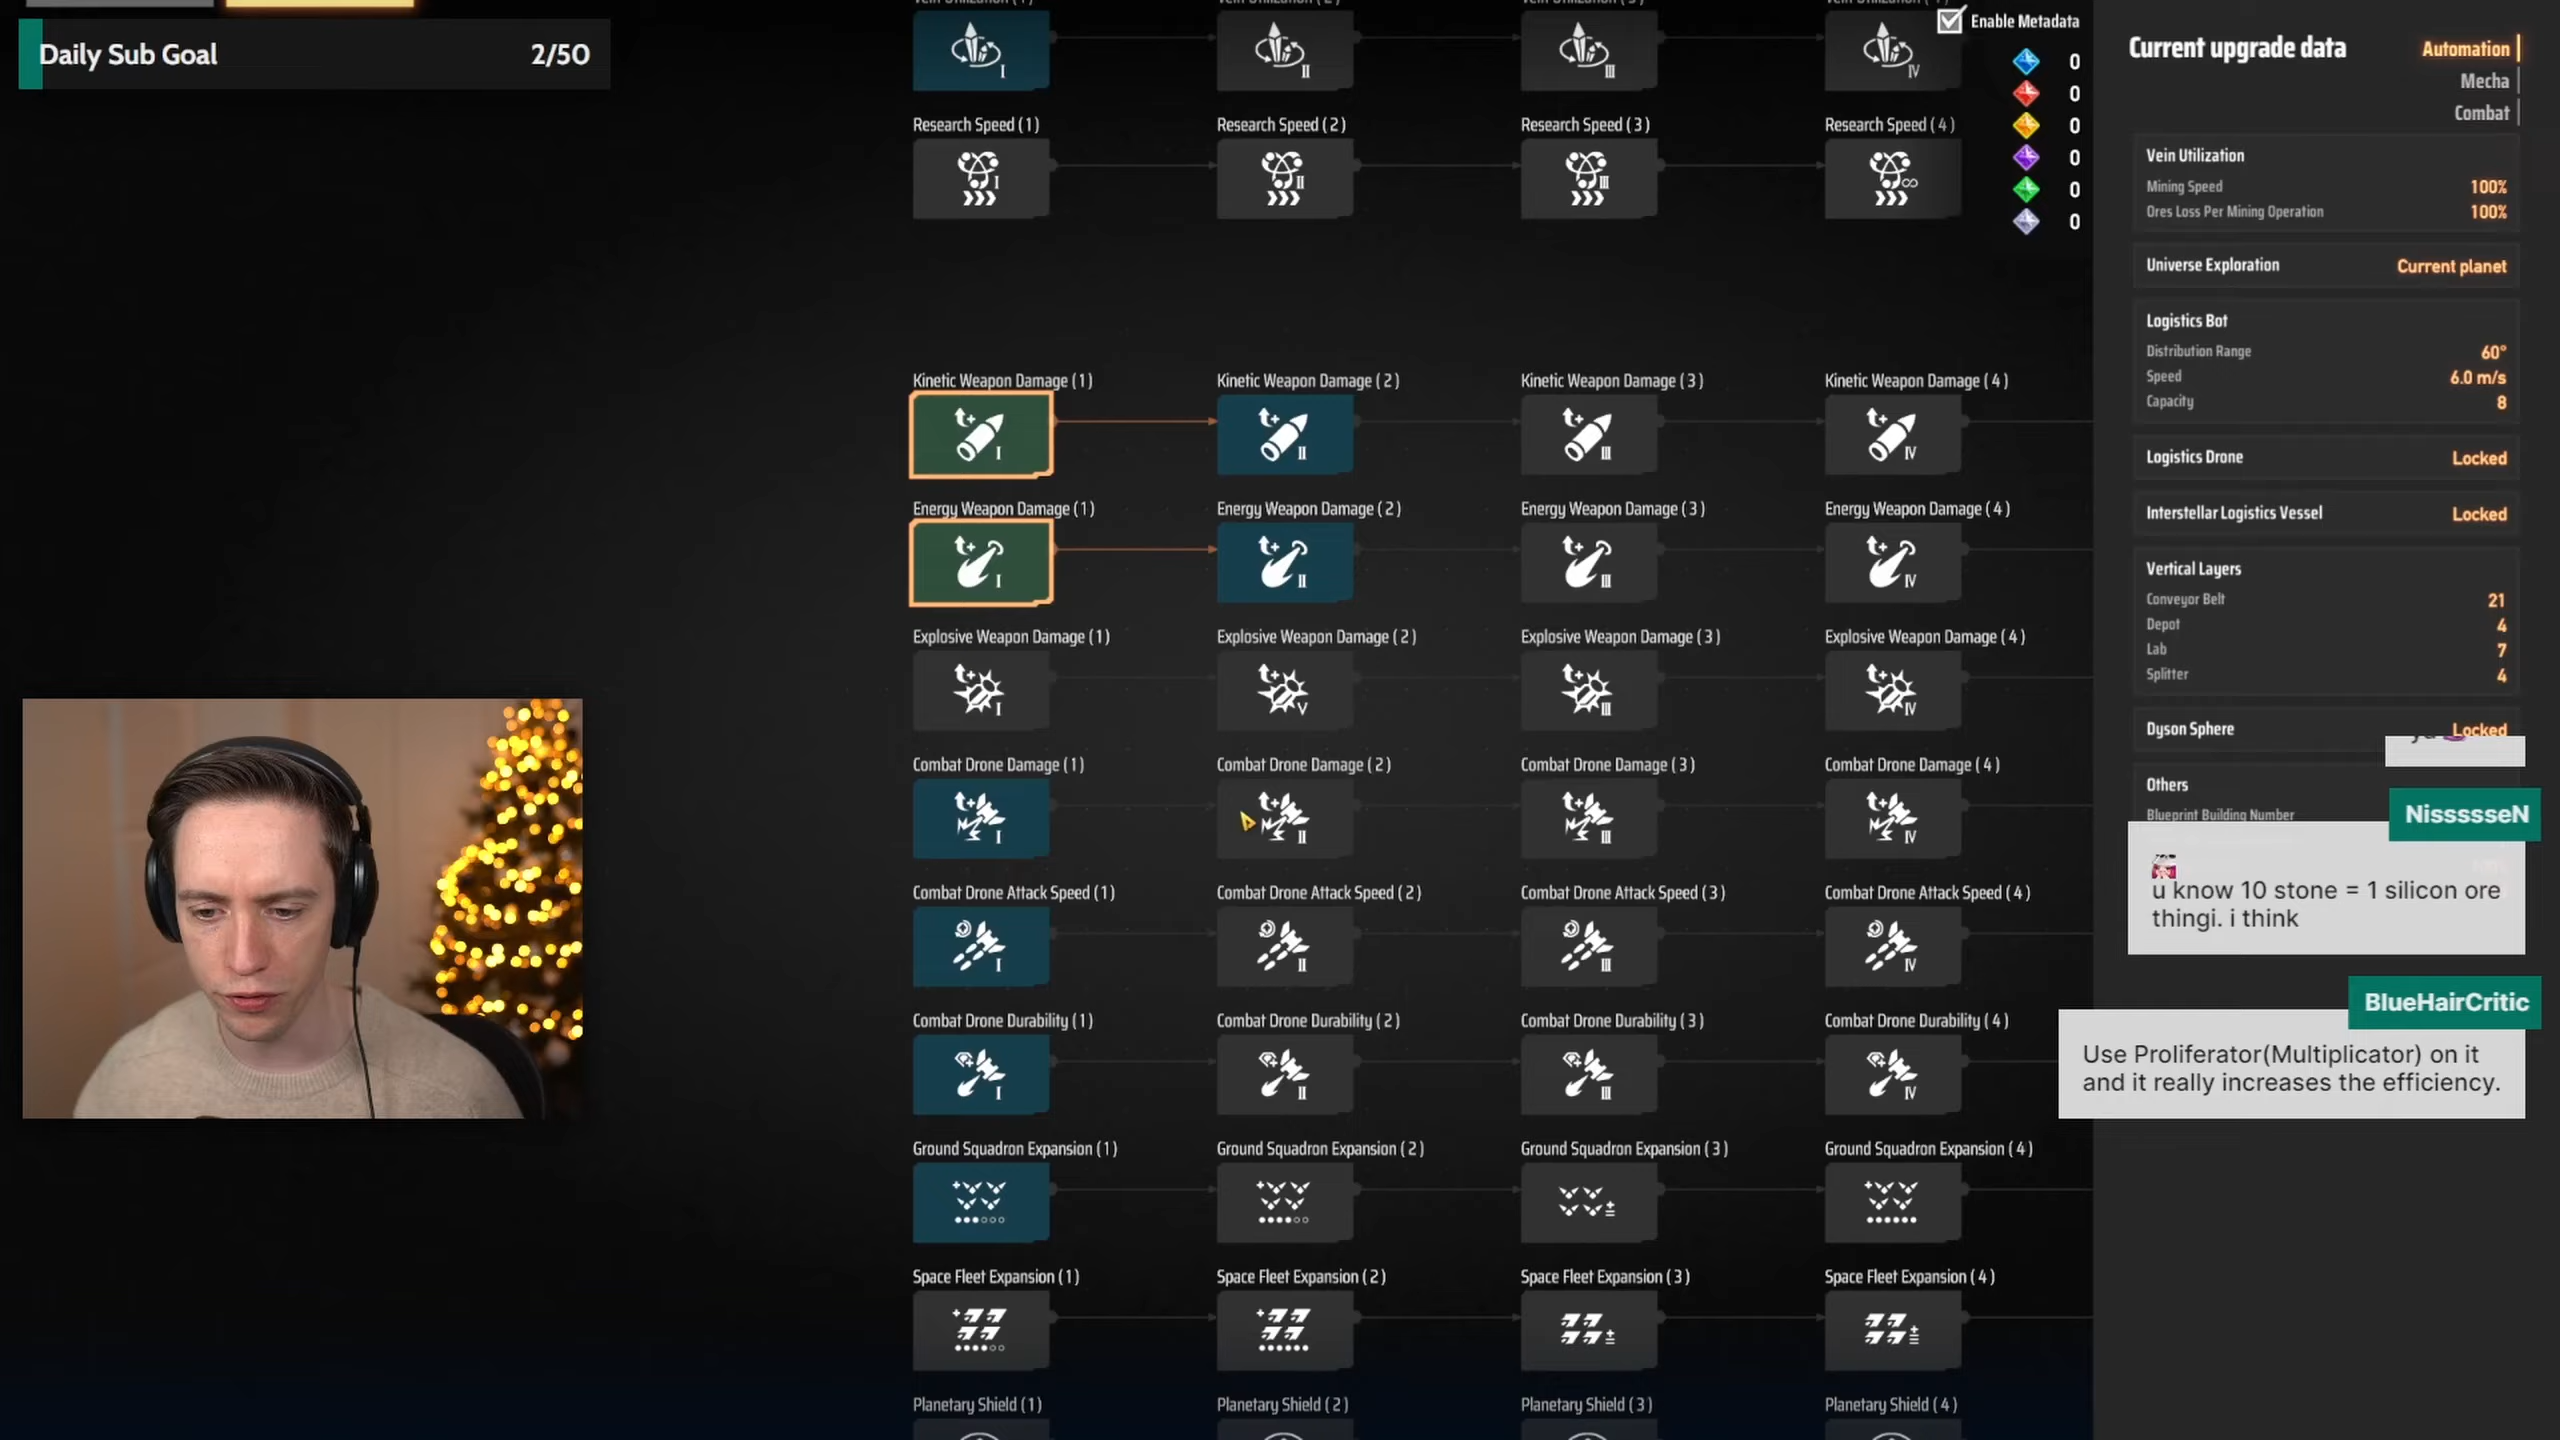 Daily Sub Goal 2/50
Enable Metadata
0
0
0
0
0
0
Research Speed (1) Research Speed (2) Research Speed (3) Research Speed (4)
Kinetic Weapon Damage (1) Kinetic Weapon Damage (2) Kinetic Weapon Damage (3) Kinetic Weapon Damage (4)
Energy Weapon Damage (1) Energy Weapon Damage (2) Energy Weapon Damage (3) Energy Weapon Damage (4)
Explosive Weapon Damage (1) Explosive Weapon Damage (2) Explosive Weapon Damage (3) Explosive Weapon Damage (4)
Combat Drone Damage (1) Combat Drone Damage (2) Combat Drone Damage (3) Combat Drone Damage (4)
Combat Drone Attack Speed (1) Combat Drone Attack Speed (2) Combat Drone Attack Speed (3) Combat Drone Attack Speed (4)
Combat Drone Durability (1) Combat Drone Durability (2) Combat Drone Durability (3) Combat Drone Durability (4)
Ground Squadron Expansion (1) Ground Squadron Expansion (2) Ground Squadron Expansion (3) Ground Squadron Expansion (4)
Space Fleet Expansion (1) Space Fleet Expansion (2) Space Fleet Expansion (3) Space Fleet Expansion (4)
Planetary Shield (1) Planetary Shield (2) Planetary Shield (3) Planetary Shield (4)
Current upgrade data
Automation
Mecha
Combat
Vein Utilization
Mining Speed 100%
Ores Loss Per Mining Operation 100%
Universe Exploration Current planet
Logistics Bot
Distribution Range 60°
Speed 6.0 m/s
Capacity 8
Logistics Drone Locked
Interstellar Logistics Vessel Locked
Vertical Layers
Conveyor Belt 21
Depot 4
Lab 7
Splitter 4
Dyson Sphere Locked
Others
Blueprint Building Number
NisssssseN
u know 10 stone = 1 silicon ore
thingi. i think
BlueHairCritic
Use Proliferator(Multiplicator) on it
and it really increases the efficiency.